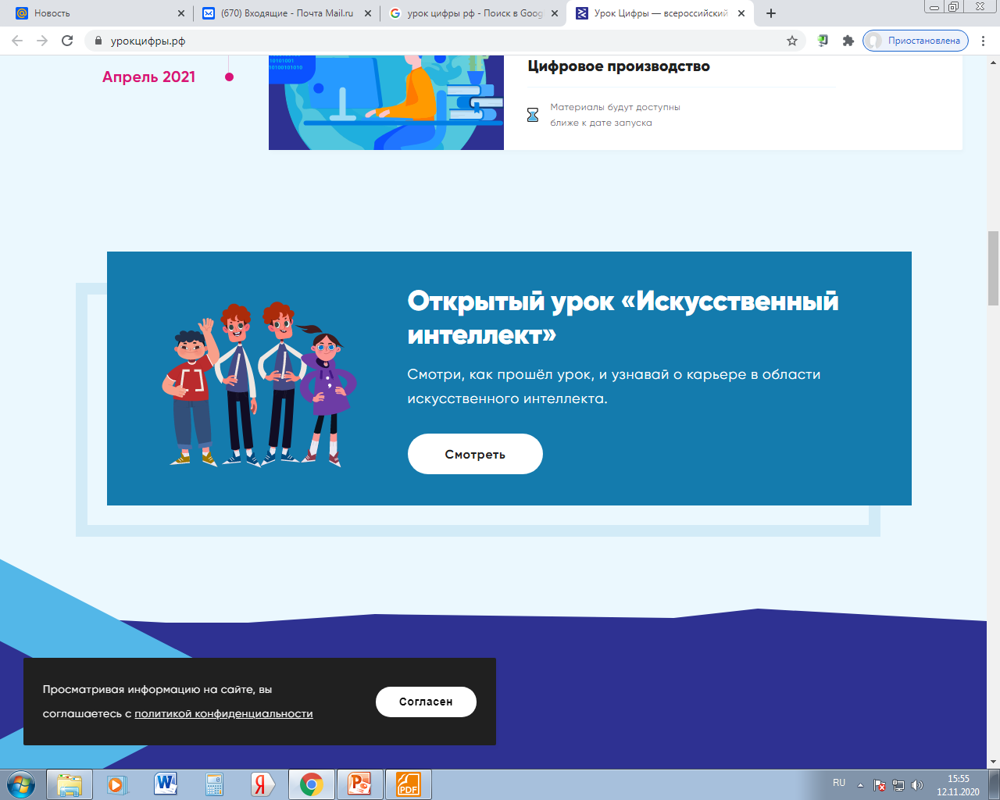 Новость
(670) Входящие - Почта Mail.ru
урок цифры рф - Поиск в Goog
Урок Цифры — всероссийский
урокцифры.рф
Приостановлена
Апрель 2021
10101001
10100101010
Цифровое производство
Материалы будут доступны
ближе к дате запуска
Открытый урок «Искусственный
интеллект»
Смотри, как прошёл урок, и узнавай о карьере в области
искусственного интеллекта.
Смотреть
Просматривая информацию на сайте, вы
соглашаетесь с политикой конфиденциальности
Согласен
RU
15:55
12.11.2020
PDF